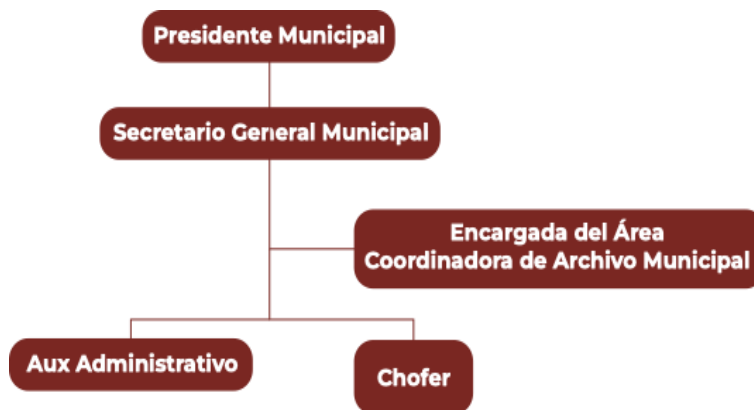 Presidente Municipal
Secretario General Municipal
Encargada del Área
Coordinadora de Archivo Municipal
Aux Administrativo
Chofer